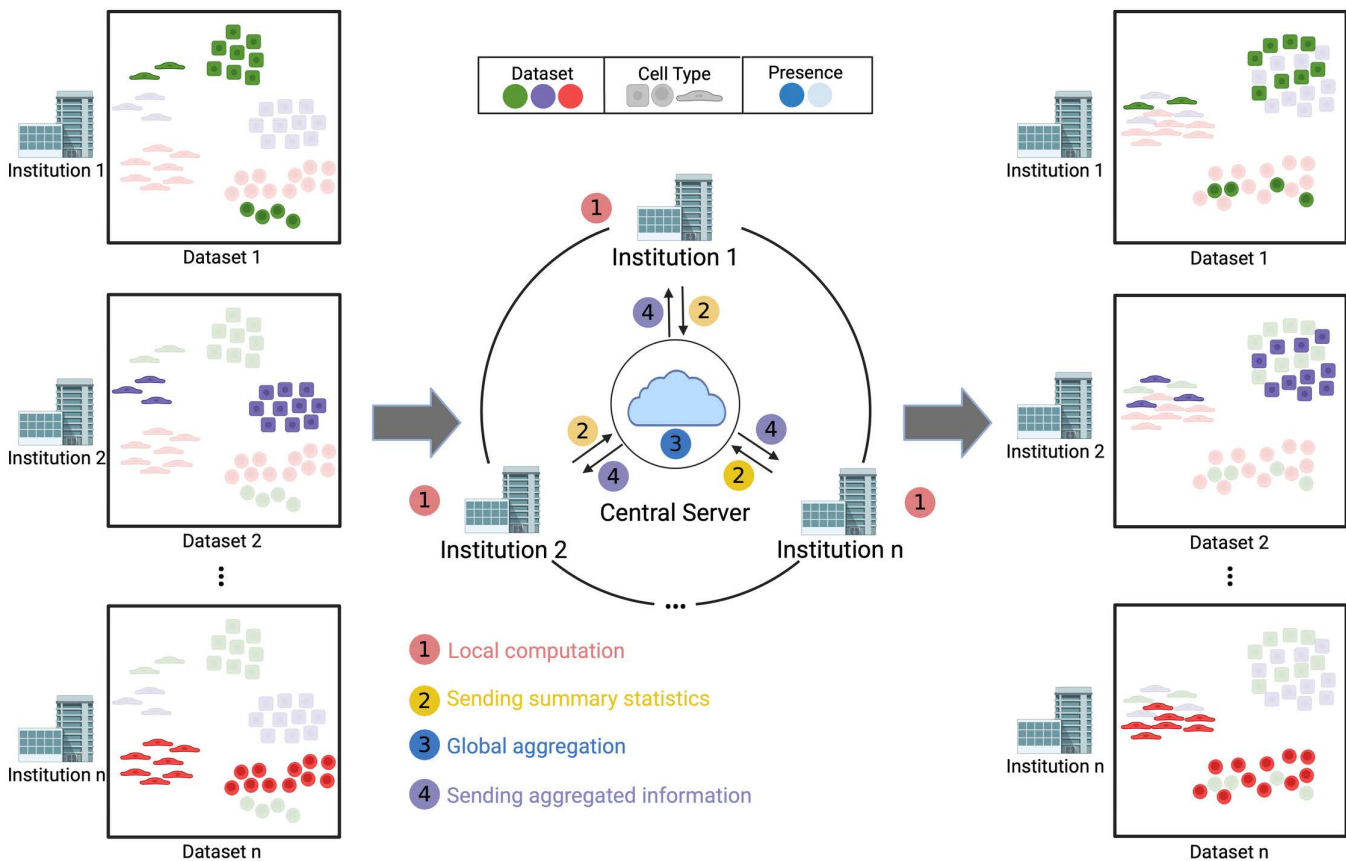 Dataset
Cell Type
Presence
Institution 1
Dataset 1
Institution 2
Dataset 2
...
Institution n
Dataset n
1
Institution 1
4
2
2
3
4
4
2
1
Central Server
1
Institution 2
Institution n
...
1 Local computation
2 Sending summary statistics
3 Global aggregation
4 Sending aggregated information
Institution 1
Dataset 1
Institution 2
Dataset 2
...
Institution n
Dataset n